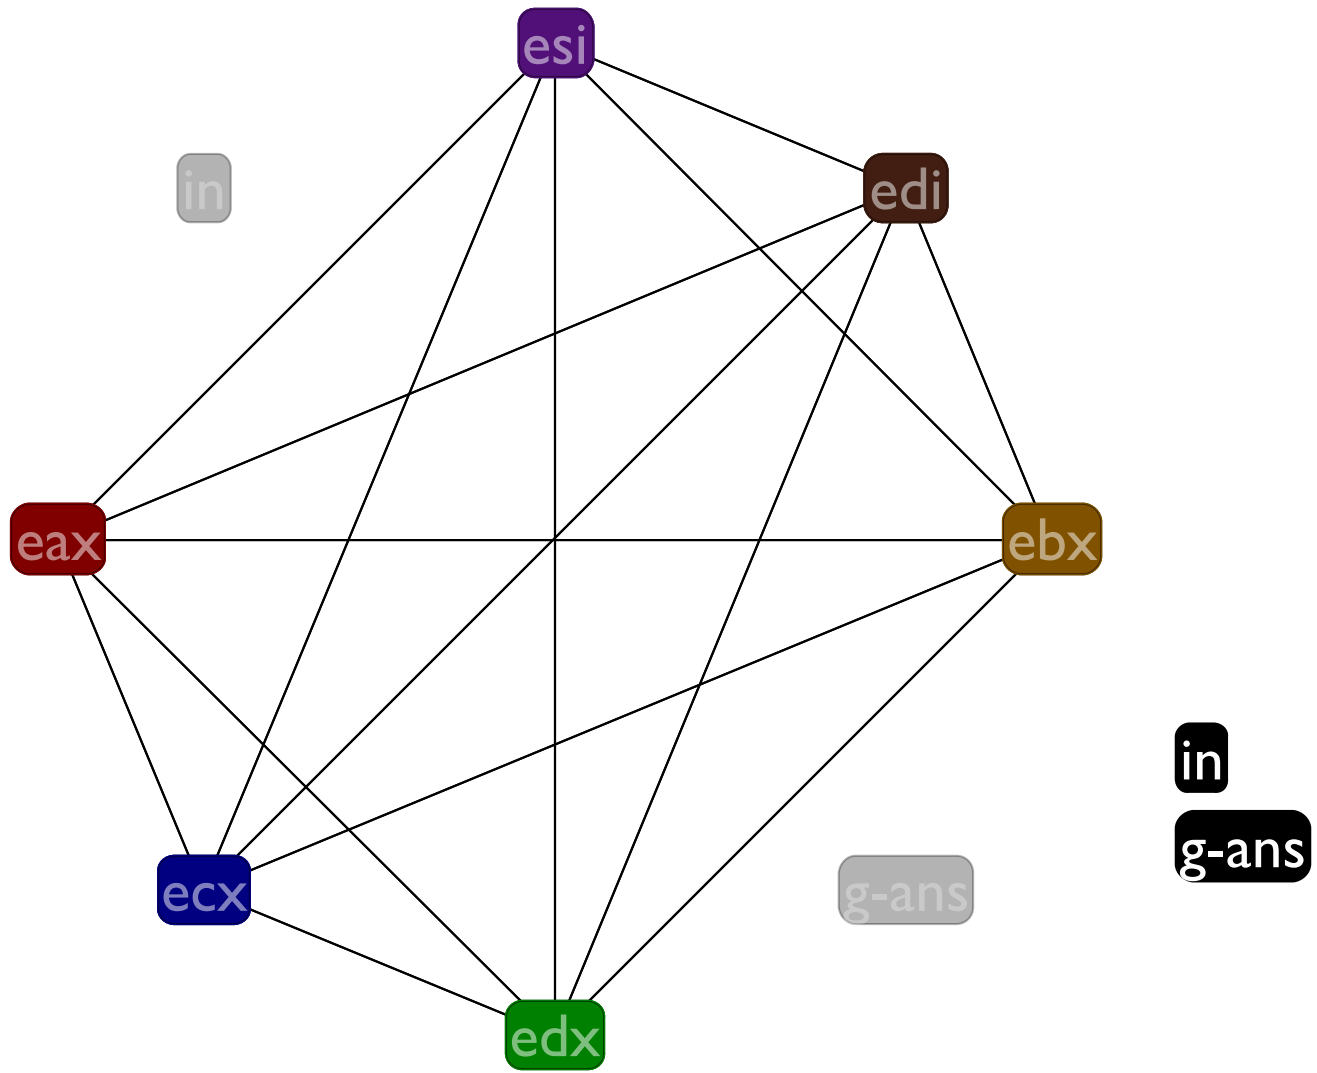 esi
in
edi
eax
ebx
in
g-ans
ecx
g-ans
edx